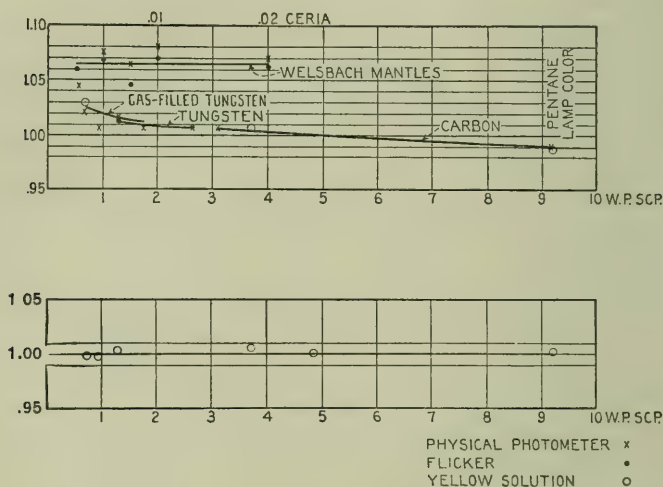 .01 .02 CERIA
1.10
1.05
1.00
.95
WELSBACH MANTLES
GAS-FILLED TUNGSTEN
TUNGSTEN
CARBON
PENTANE
LAMP COLOR
1 2 3 4 5 6 7 8 9 10 W.P. SCP.
1 05
1.00
.95
1 2 3 4 5 6 7 8 9 10 W.P. SCP.
PHYSICAL PHOTOMETER x
FLICKER •
YELLOW SOLUTION o